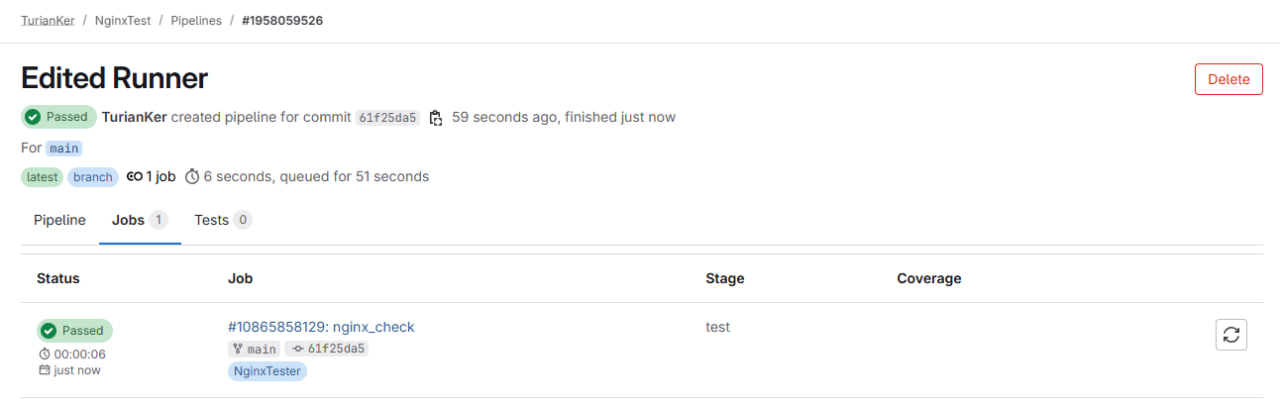 TurianKer / NginxTest / Pipelines / #1958059526
Edited Runner
Delete
Passed TurianKer created pipeline for commit 61f25da5 59 seconds ago, finished just now
For main
latest branch 1 job 6 seconds, queued for 51 seconds
Pipeline Jobs 1 Tests 0
Status Job Stage Coverage
Passed #10865858129: nginx_check test
00:00:06 main 61f25da5
just now NginxTester